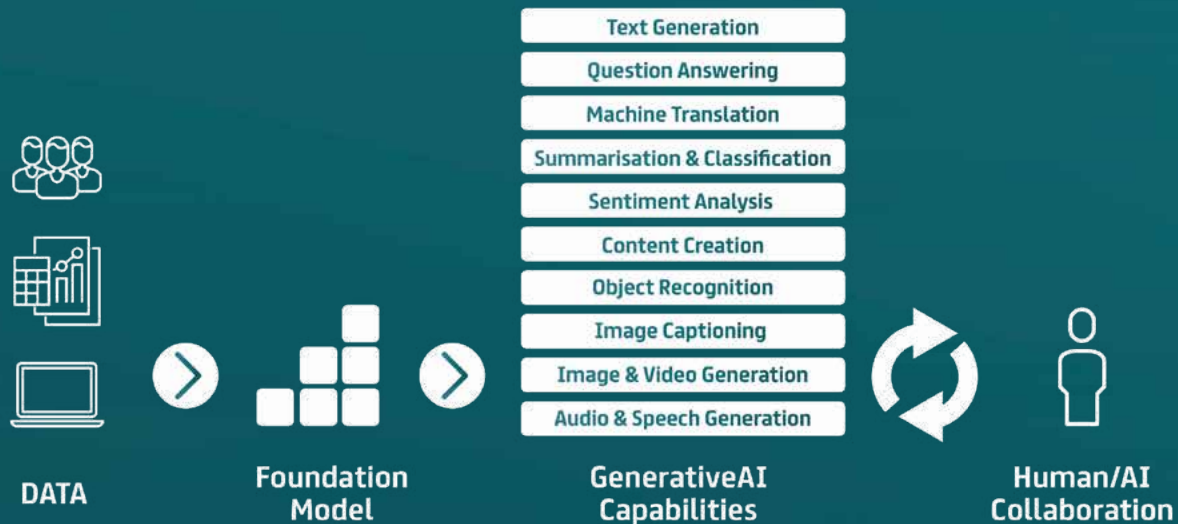 Text Generation
Question Answering
Machine Translation
Summarisation & Classification
Sentiment Analysis
Content Creation
Object Recognition
Image Captioning
Image & Video Generation
Audio & Speech Generation
DATA
Foundation
Model
GenerativeAI
Capabilities
Human/AI
Collaboration